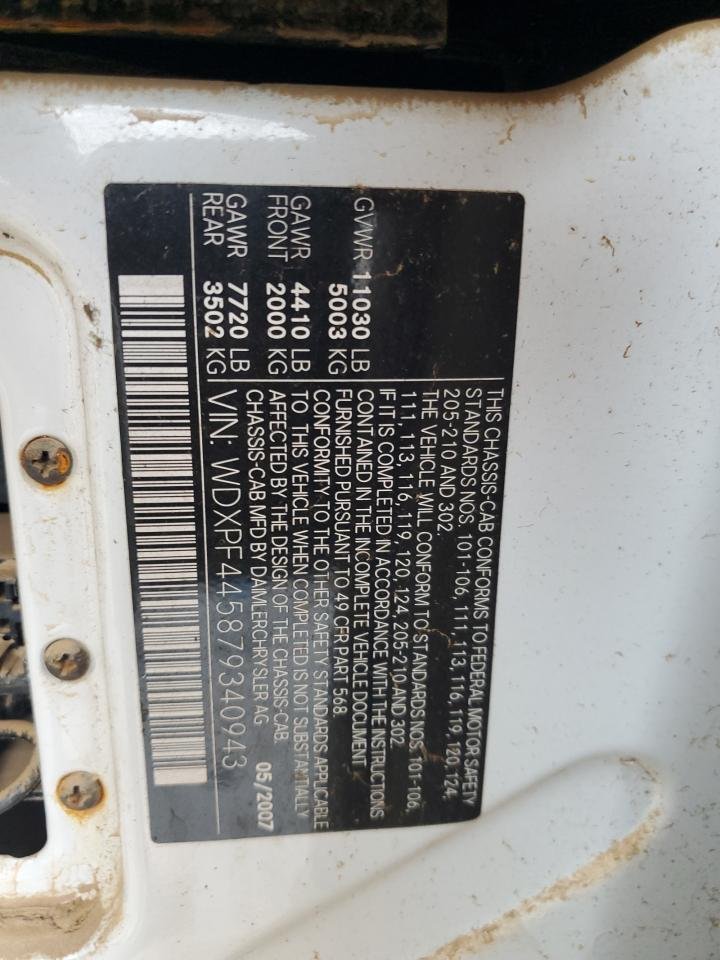 GVWR 11030 LB
5003 KG
GAWR 4410 LB
FRONT 2000 KG
GAWR 7720 LB
REAR 3502 KG
THIS CHASSIS-CAB CONFORMS TO FEDERAL MOTOR SAFETY
STANDARDS NOS. 101-106, 111, 113, 116, 119, 120, 124,
205-210 AND 302.
THE VEHICLE WILL CONFORM TO STANDARDS NOS 101-106,
111, 113, 116, 119, 120, 124, 205-210 AND 302
IF IT IS COMPLETED IN ACCORDANCE WITH THE INSTRUCTIONS
CONTAINED IN THE INCOMPLETE VEHICLE DOCUMENT
FURNISHED PURSUANT TO 49 CFR PART 568.
CONFORMITY TO THE OTHER SAFETY STANDARDS APPLICABLE
TO THIS VEHICLE WHEN COMPLETED IS NOT SUBSTANTIALLY
AFFECTED BY THE DESIGN OF THE CHASSIS-CAB.
CHASSIS-CAB MFD BY DAIMLERCHRYSLER AG 05/2007
VIN: WDXPF445879340943